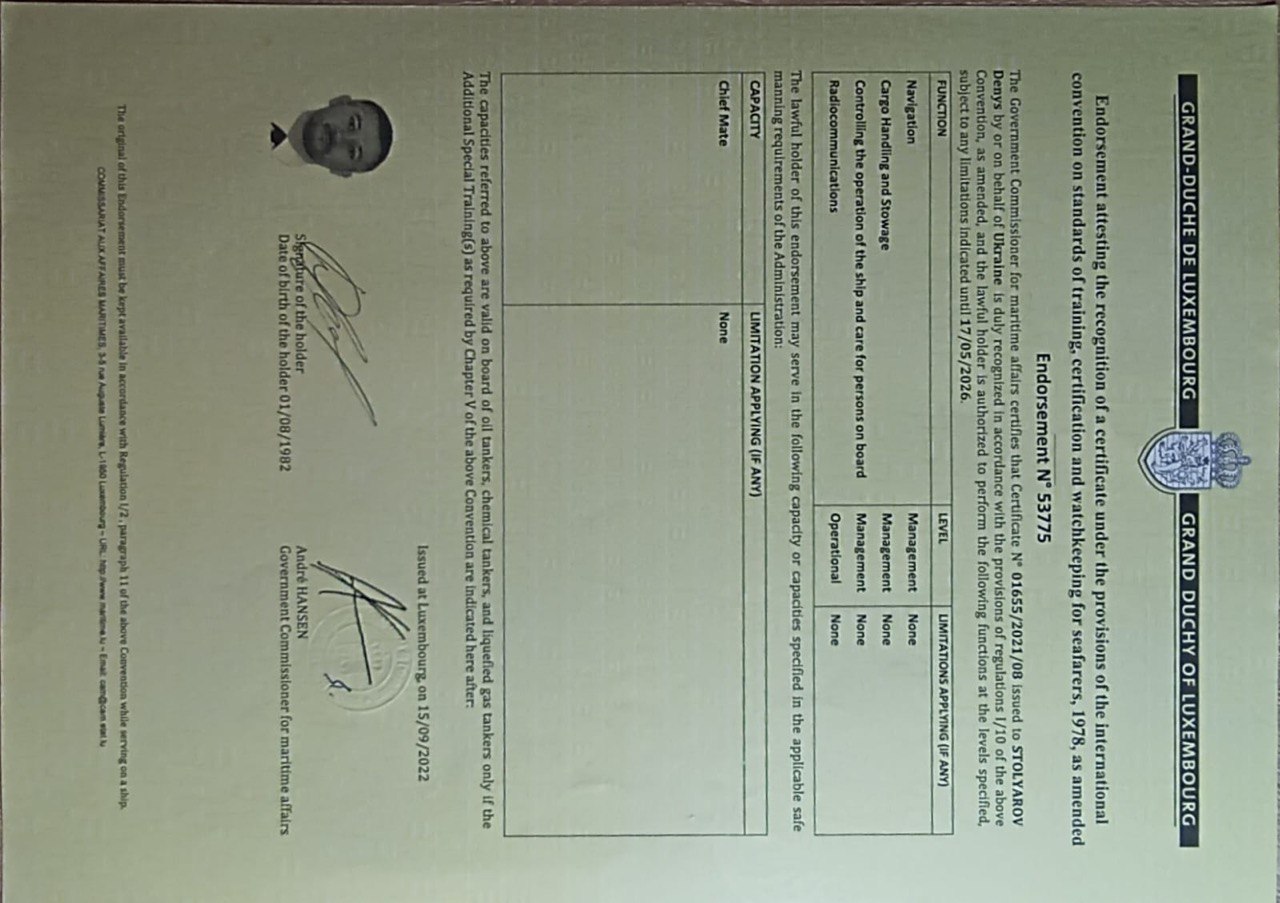 GRAND-DUCHE DE LUXEMBOURG GRAND DUCHY OF LUXEMBOURG
Endorsement attesting the recognition of a certificate under the provisions of the international
convention on standards of training, certification and watchkeeping for seafarers, 1978, as amended
Endorsement N° 53775
The Government Commissioner for maritime affairs certifies that Certificate N° 01655/2021/08 issued to STOLYAROV
Denys by or on behalf of Ukraine is duly recognized in accordance with the provisions of regulations I/10 of the above
Convention, as amended, and the lawful holder is authorized to perform the following functions at the levels specified,
subject to any limitations indicated until 17/05/2026.
FUNCTION LEVEL LIMITATIONS APPLYING (IF ANY)
Navigation Management None
Cargo Handling and Stowage Management None
Controlling the operation of the ship and care for persons on board Management None
Radiocommunications Operational None
The lawful holder of this endorsement may serve in the following capacity or capacities specified in the applicable safe
manning requirements of the Administration:
CAPACITY LIMITATION APPLYING (IF ANY)
Chief Mate None
The capacities referred to above are valid on board of oil tankers, chemical tankers, and liquefied gas tankers only if the
Additional Special Training(s) as required by Chapter V of the above Convention are indicated here after:
Issued at Luxembourg, on 15/09/2022
Signature of the holder
Date of birth of the holder 01/08/1982
André HANSEN
Government Commissioner for maritime affairs
The original of this Endorsement must be kept available in accordance with Regulation I/2 , paragraph 11 of the above Convention while serving on a ship.
COMMISSARIAT AUX AFFAIRES MARITIMES, 3-5 rue Auguste Lumière, L-1950 Luxembourg – URL: http://www.maritime.lu – Email: cam@cam.etat.lu